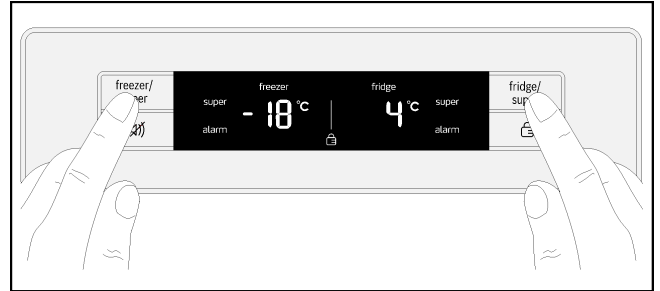 freezer/
fridge/
freezer
fridge
super
- 18 °C
4 °C
super
alarm
alarm